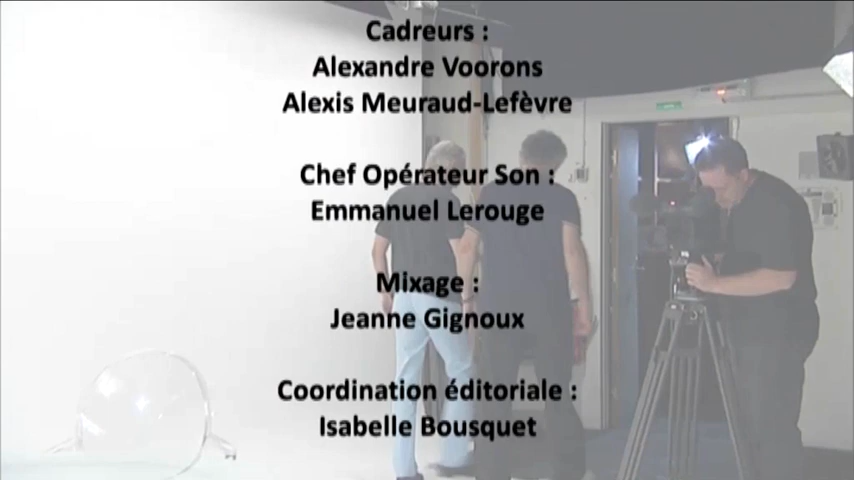 Cadreurs :
Alexandre Voorons
Alexis Meuraud-Lefèvre
Chef Opérateur Son :
Emmanuel Lerouge
Mixage :
Jeanne Gignoux
Coordination éditoriale :
Isabelle Bousquet